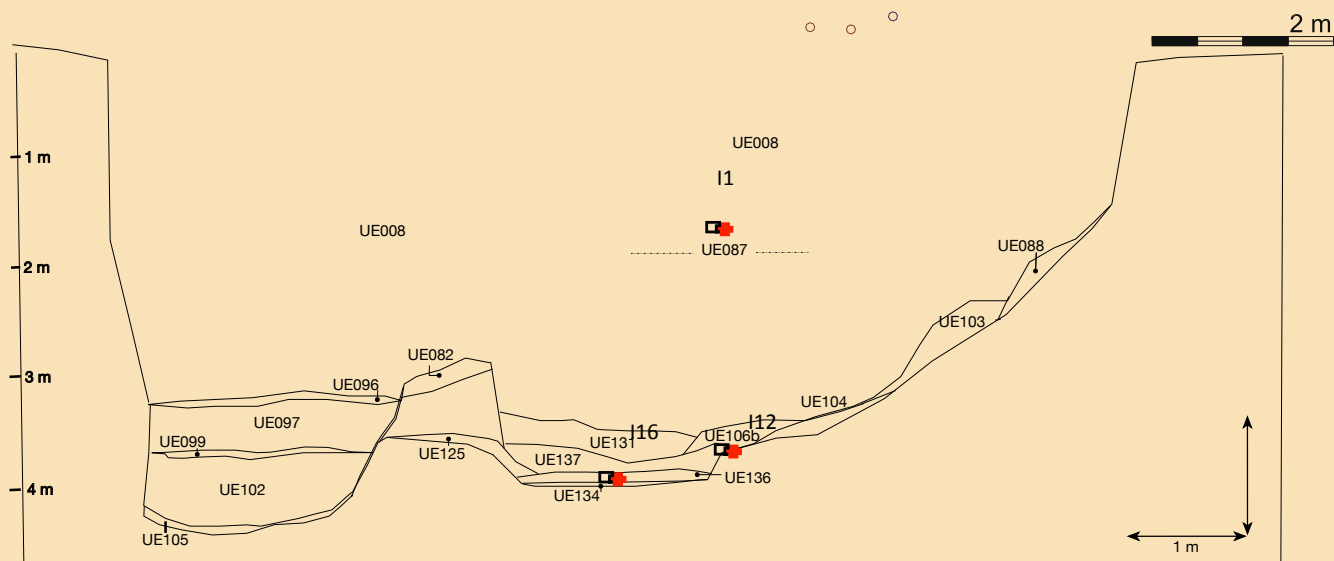 2 m
UE008
1 m
I1
UE008
UE087
UE088
2 m
UE103
UE082
3 m
UE096
UE104
UE097
I12
UE099
UE131
I16
UE106b
UE125
UE137
UE136
4 m
UE102
UE134
UE105
1 m